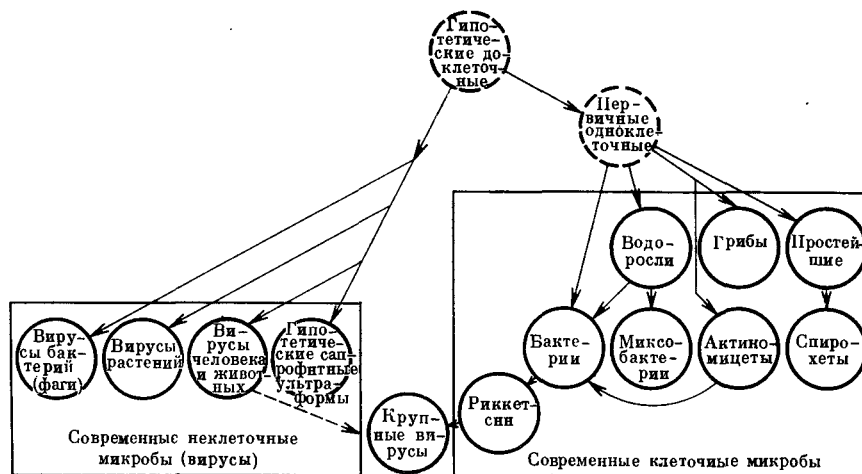 Гипо-
тетиче-
ские до-
клеточ-
ные
Пер-
вичные
одноклe-
точные
Водо-
росли
Грибы
Простей-
шие
Виру-
сы бак-
терий
(фаги)
Вирусы
растений
Ви-
русы
человека
и живот-
ных
Гипо-
тетиче-
ские сап-
рофитные
ультра-
формы
Бакте-
рии
Миксо-
бакте-
рии
Актино-
мицеты
Спиро-
хеты
Круп-
ные ви-
русы
Риккет-
сии
Современные неклеточные
микробы (вирусы)
Современные клеточные микробы